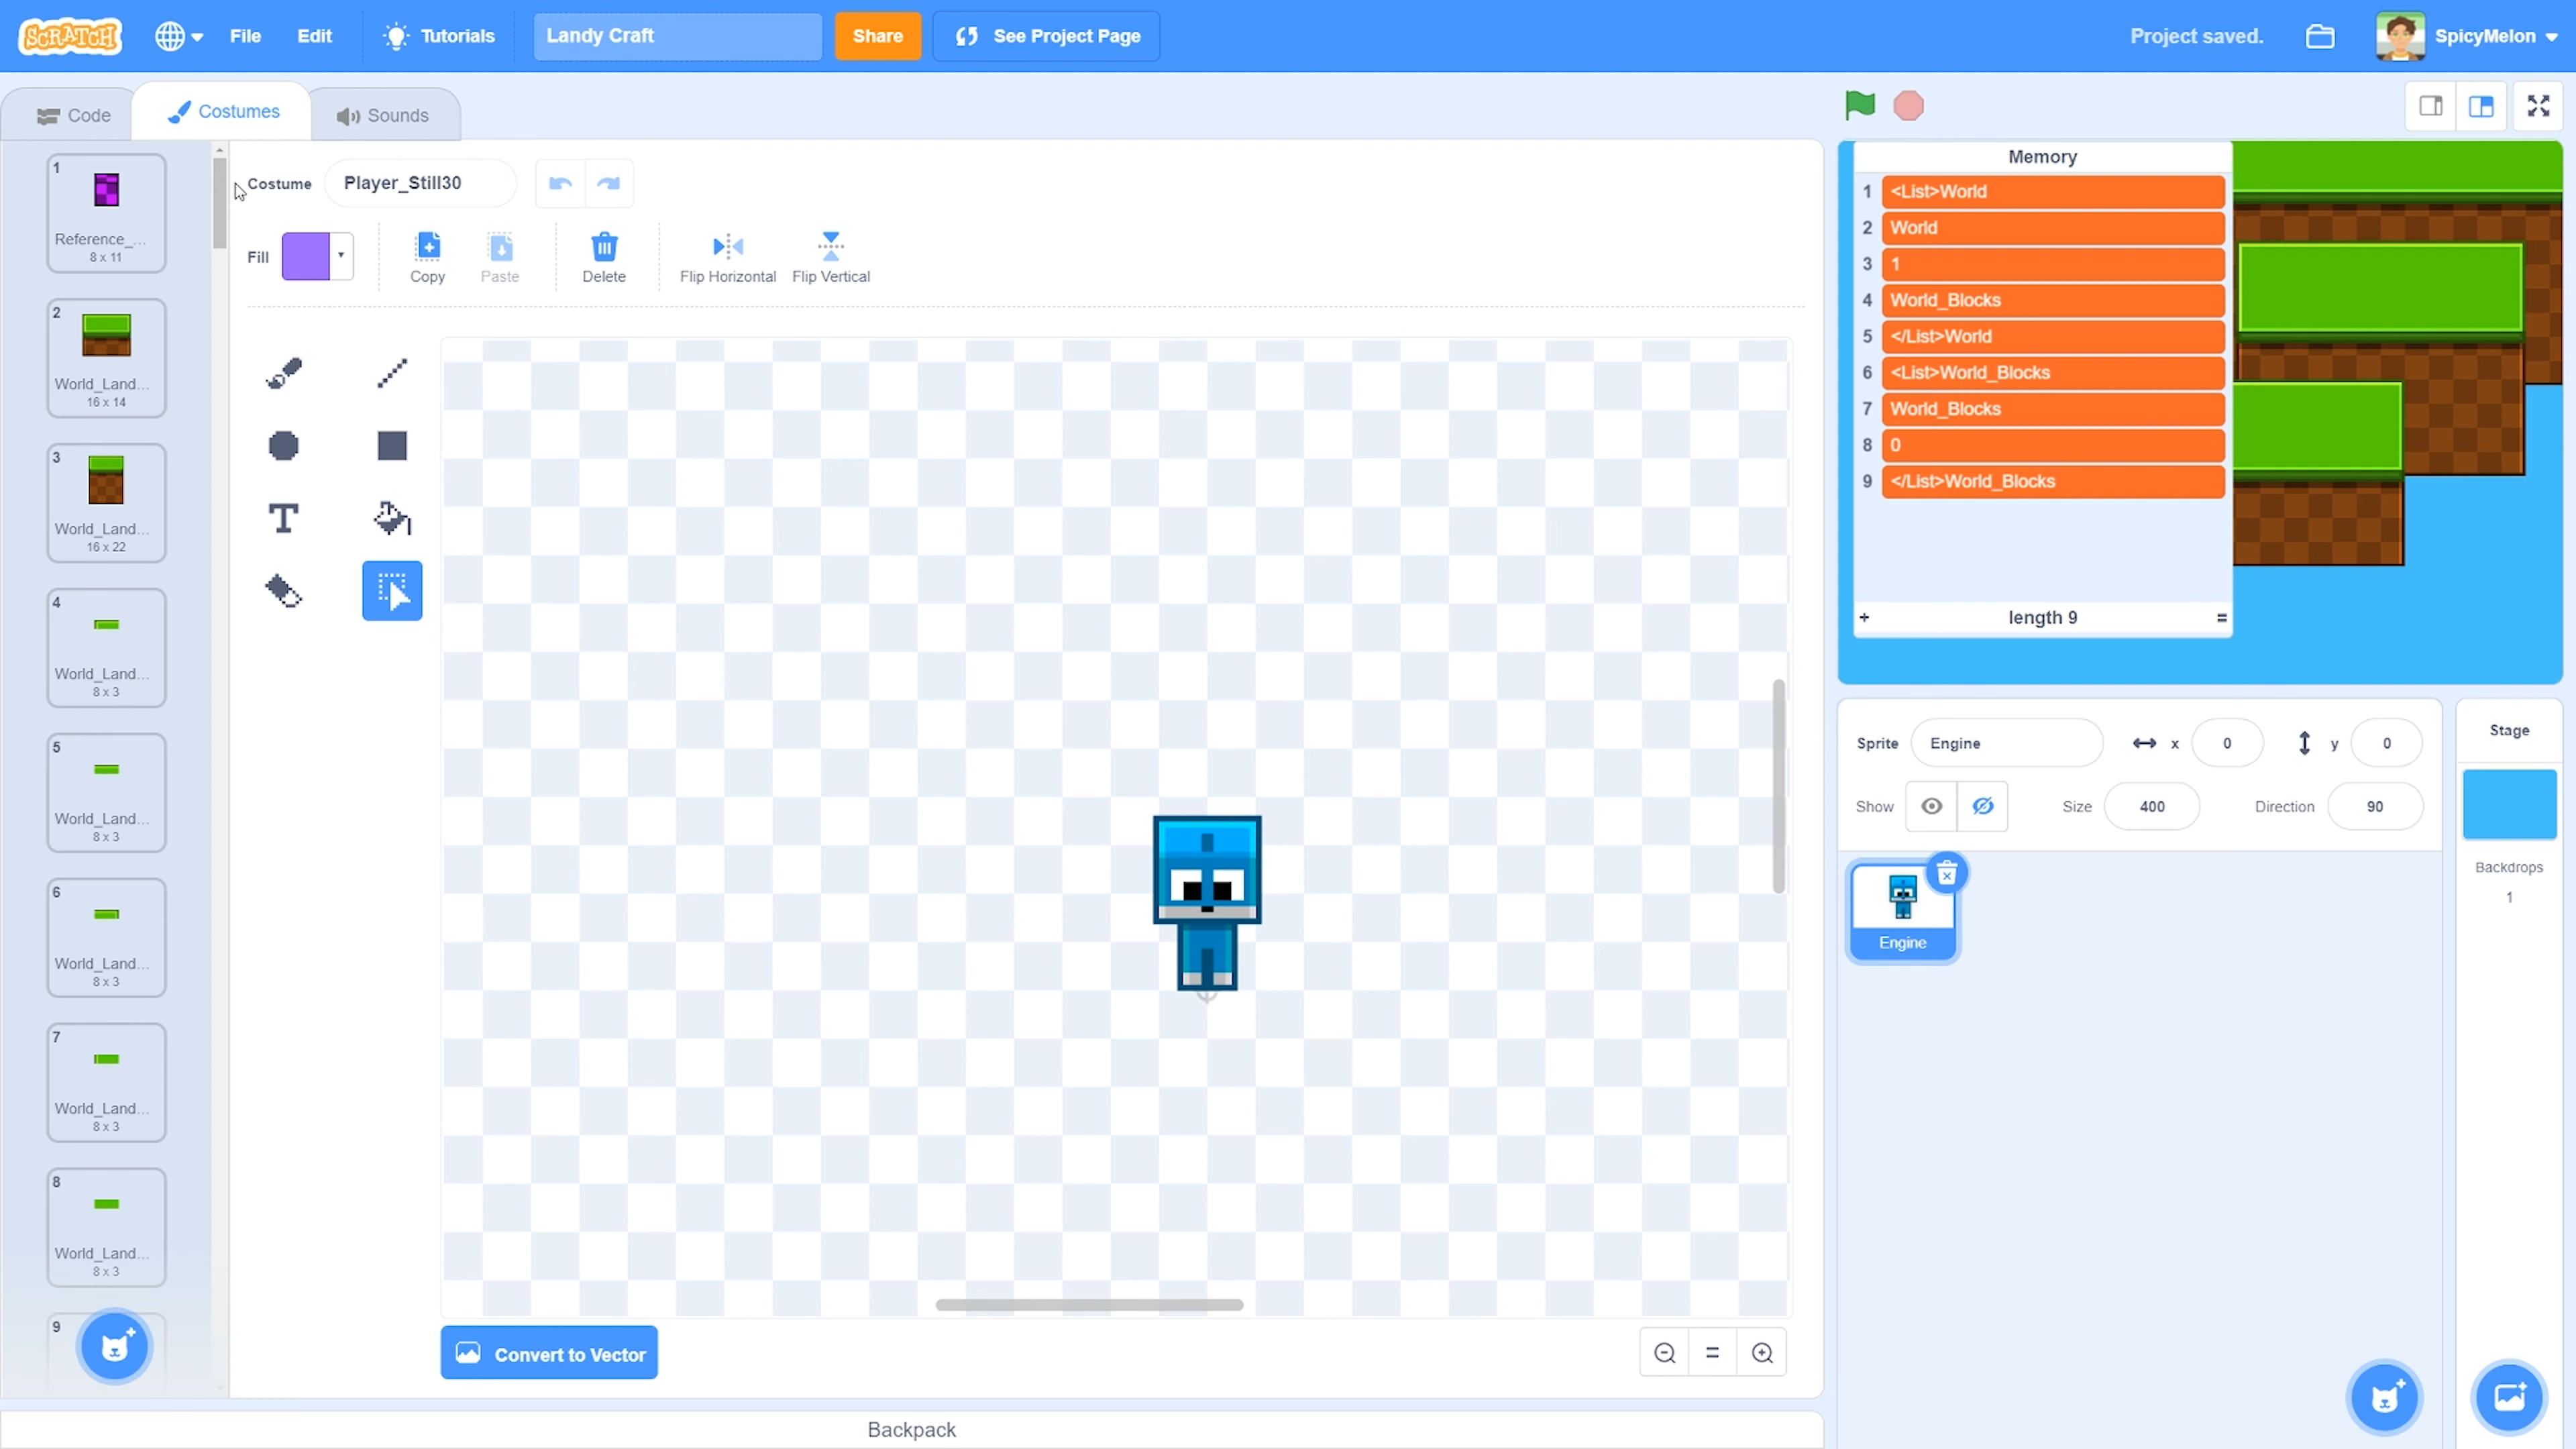 SCRATCH File Edit Tutorials Landy Craft Share See Project Page Project saved. SpicyMelon
Code Costumes Sounds
1
Reference_...
8 x 11
2
World_Land...
16 x 14
3
World_Land...
16 x 22
4
World_Land...
8 x 3
5
World_Land...
8 x 3
6
World_Land...
8 x 3
7
World_Land...
8 x 3
8
World_Land...
8 x 3
9
Costume Player_Still30
Fill Copy Paste Delete Flip Horizontal Flip Vertical
T
Convert to Vector
=
Backpack
Memory
1 <List>World
2 World
3 1
4 World_Blocks
5 </List>World
6 <List>World_Blocks
7 World_Blocks
8 0
9 </List>World_Blocks
+ length 9 =
Sprite Engine x 0 y 0
Show Size 400 Direction 90
Engine
Stage
Backdrops
1